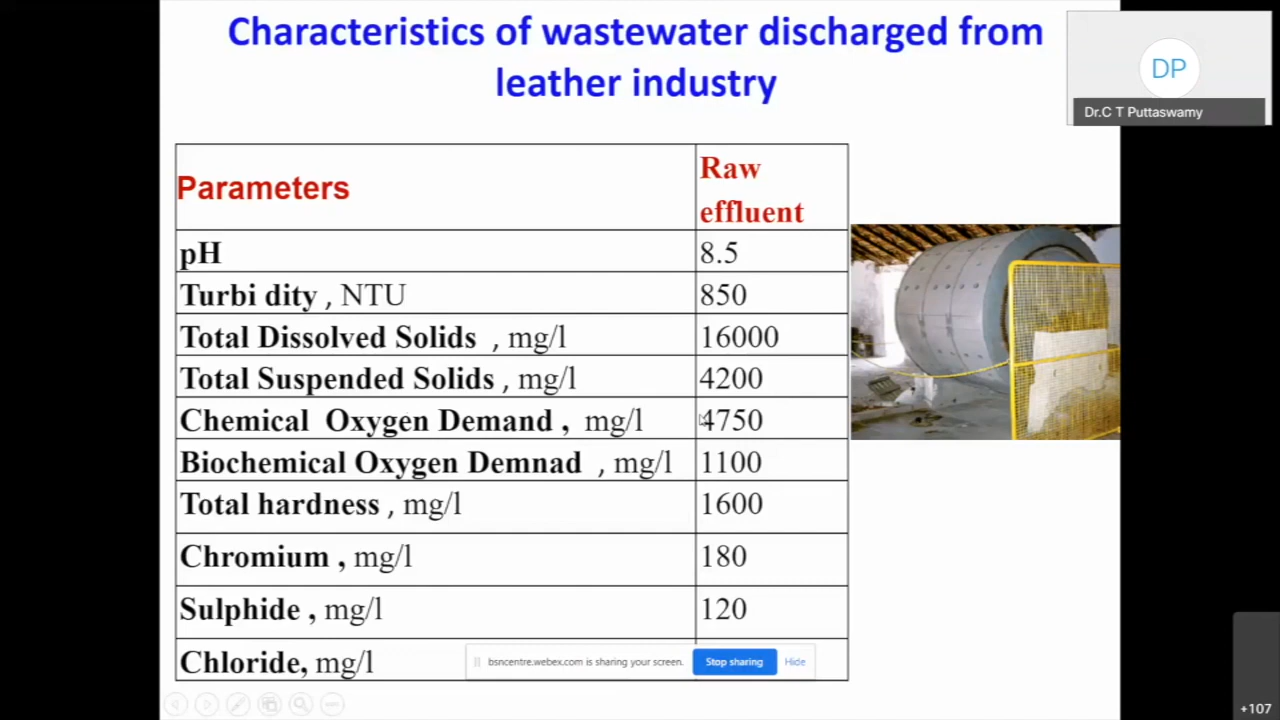 Characteristics of wastewater discharged from
leather industry
DP
Dr.C T Puttaswamy
Parameters
Raw
effluent
pH 8.5
Turbi dity , NTU 850
Total Dissolved Solids , mg/l 16000
Total Suspended Solids , mg/l 4200
Chemical Oxygen Demand , mg/l 4750
Biochemical Oxygen Demnad , mg/l 1100
Total hardness , mg/l 1600
Chromium , mg/l 180
Sulphide , mg/l 120
Chloride, mg/l
bsncentre.webex.com is sharing your screen. Stop sharing Hide
+107